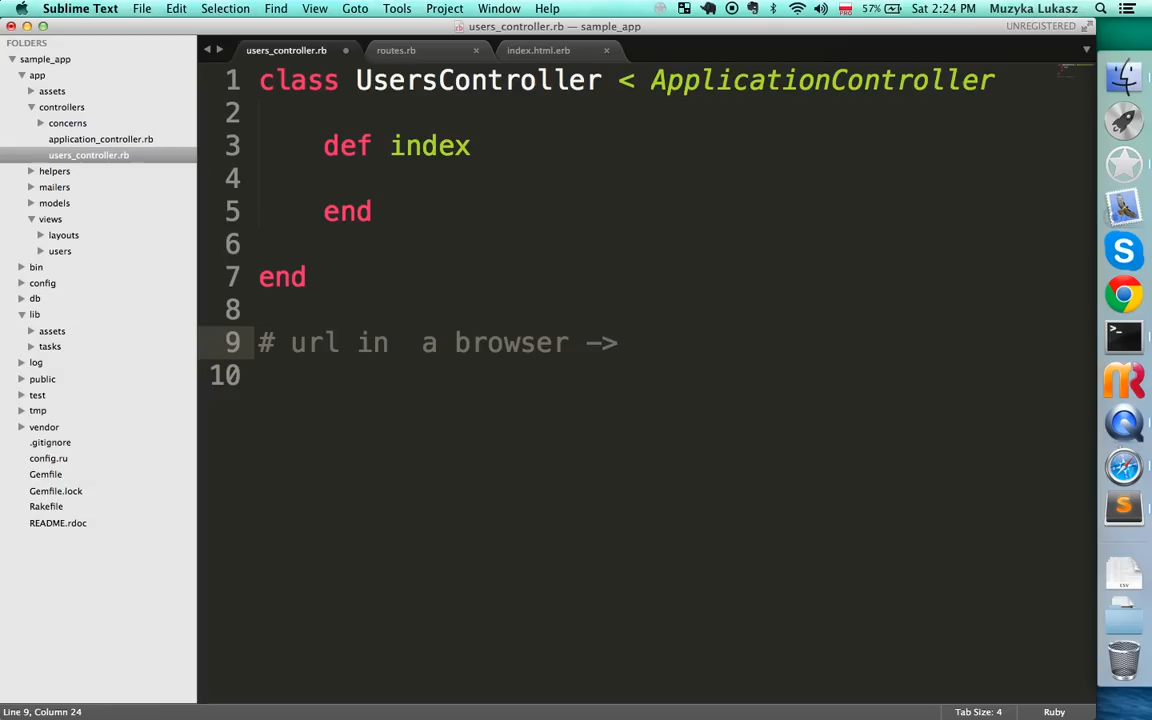 Sublime Text File Edit Selection Find View Goto Tools Project Window Help 57% Sat 2:24 PM Muzyka Lukasz
users_controller.rb — sample_app UNREGISTERED
FOLDERS
sample_app
app
assets
controllers
concerns
application_controller.rb
users_controller.rb
helpers
mailers
models
views
layouts
users
bin
config
db
lib
assets
tasks
log
public
test
tmp
vendor
.gitignore
config.ru
Gemfile
Gemfile.lock
Rakefile
README.rdoc
users_controller.rb routes.rb index.html.erb
1 class UsersController < ApplicationController
2
3 def index
4
5 end
6
7 end
8
9 # url in  a browser ->
10
S
CSV
S
Line 9, Column 24 Tab Size: 4 Ruby